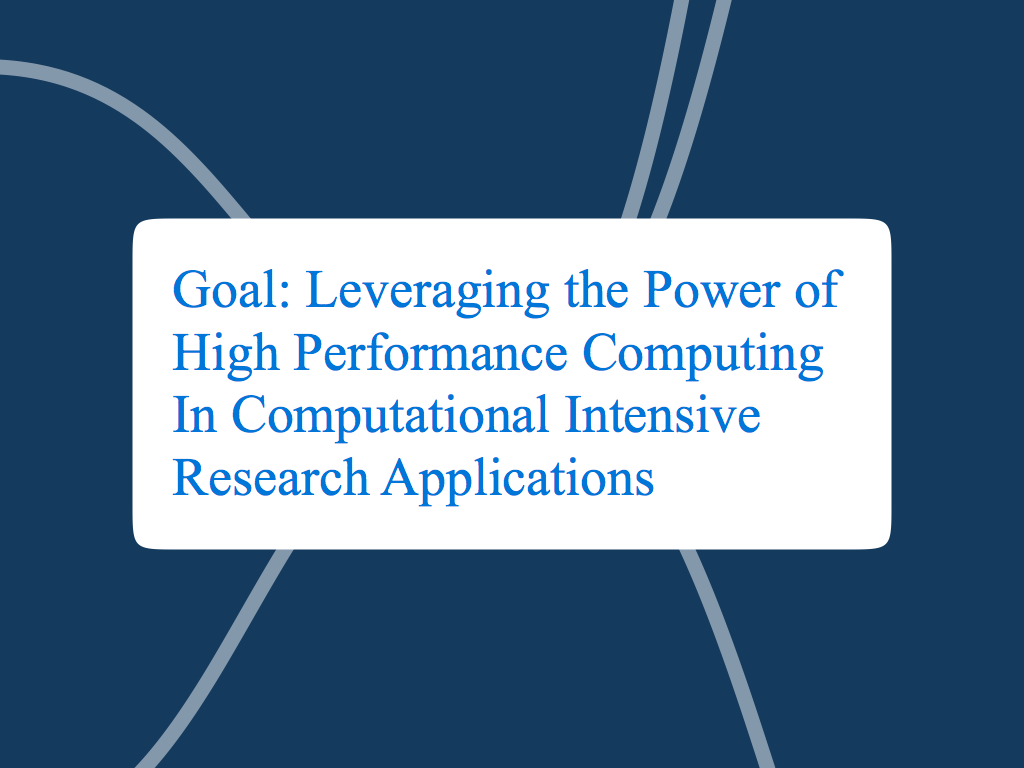 Goal: Leveraging the Power of
High Performance Computing
In Computational Intensive
Research Applications